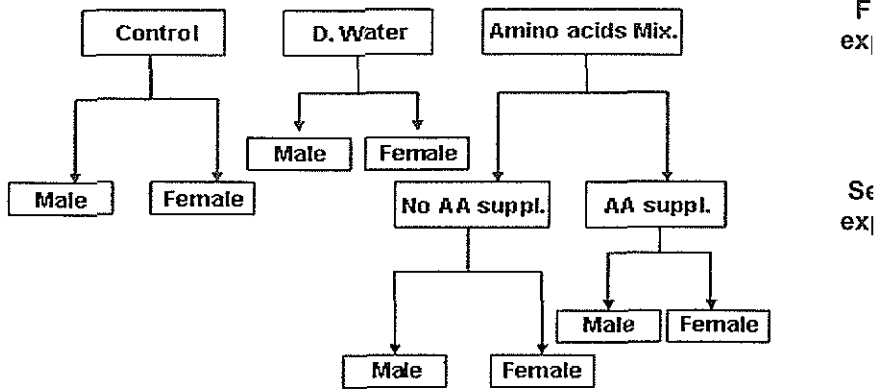 Control
D. Water
Amino acids Mix.
Male
Female
Male
Female
No AA suppl.
AA suppl.
Male
Female
Male
Female